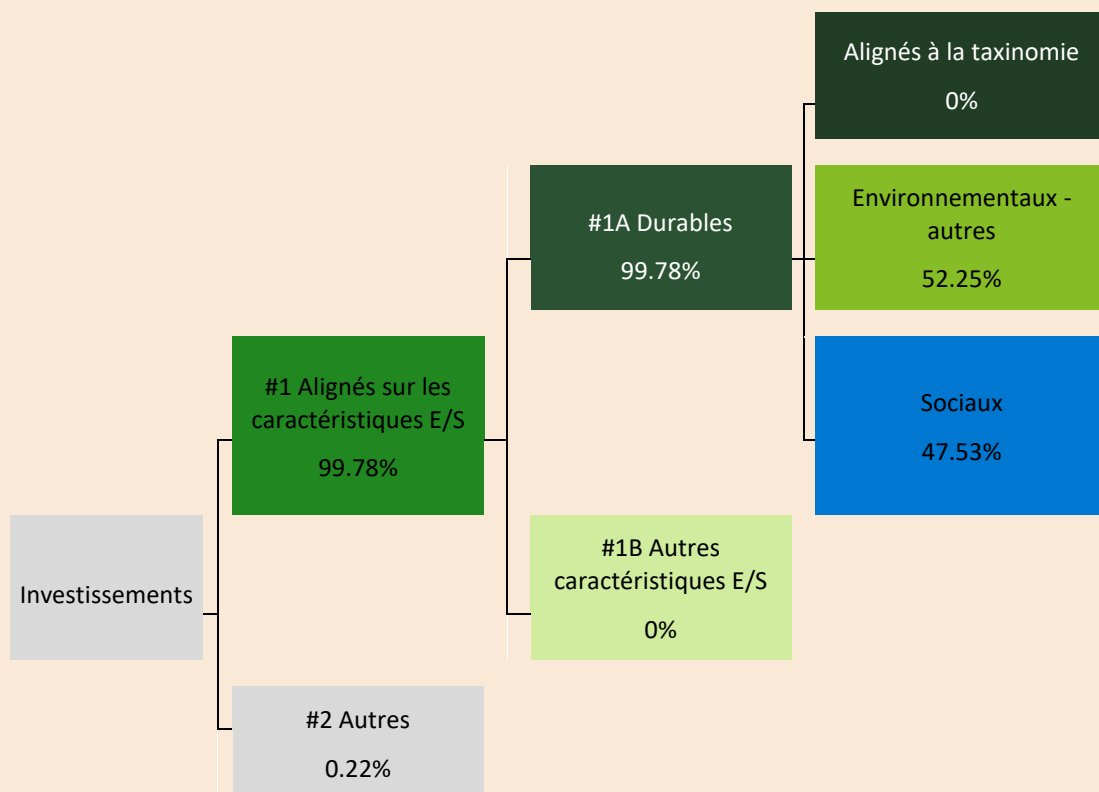 Investissements
#1 Alignés sur les
caractéristiques E/S
99.78%
#2 Autres
0.22%
#1A Durables
99.78%
#1B Autres
caractéristiques E/S
0%
Alignés à la taxinomie
0%
Environnementaux -
autres
52.25%
Sociaux
47.53%